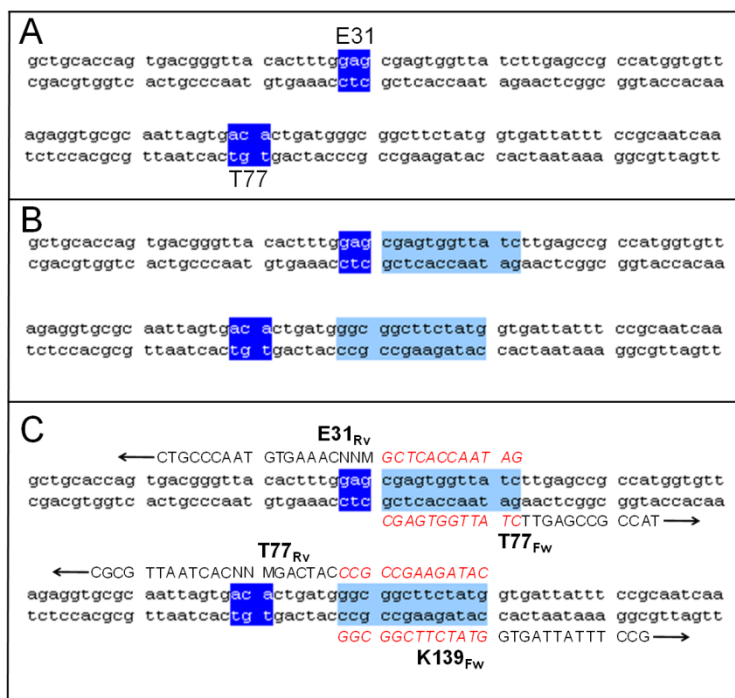 A
E31
gctgcaccag tgacgggtta cactttggag cgagtggtta tcttgagccg ccatggtgtt
cgacgtggtc actgcccaat gtgaaacctc gctcaccaat agaactcggc ggtaccacaa
agaggtgcgc aattagtgac actgatgggc ggcttctatg gtgattattt ccgcaatcaa
tctccacgcg ttaatcactg tgactacccg ccgaagatac cactaataaa ggcgttagtt
T77
B
gctgcaccag tgacgggtta cactttggag cgagtggtta tcttgagccg ccatggtgtt
cgacgtggtc actgcccaat gtgaaacctc gctcaccaat agaactcggc ggtaccacaa
agaggtgcgc aattagtgac actgatgggc ggcttctatg gtgattattt ccgcaatcaa
tctccacgcg ttaatcactg tgactacccg ccgaagatac cactaataaa ggcgttagtt
C
E31Rv
CTGCCCAAT GTGAAACNNM GCTCACCAAT AG
gctgcaccag tgacgggtta cactttggag cgagtggtta tcttgagccg ccatggtgtt
cgacgtggtc actgcccaat gtgaaacctc gctcaccaat agaactcggc ggtaccacaa
CGAGTGGTTA TCTTGAGCCG CCAT
T77Fw
T77Rv
CGCG TTAATCACNN MGACTACCCG CCGAAGATAC
agaggtgcgc aattagtgac actgatgggc ggcttctatg gtgattattt ccgcaatcaa
tctccacgcg ttaatcactg tgactacccg ccgaagatac cactaataaa ggcgttagtt
GGC GGCTTCTATG GTGATTATTT CCG
K139Fw